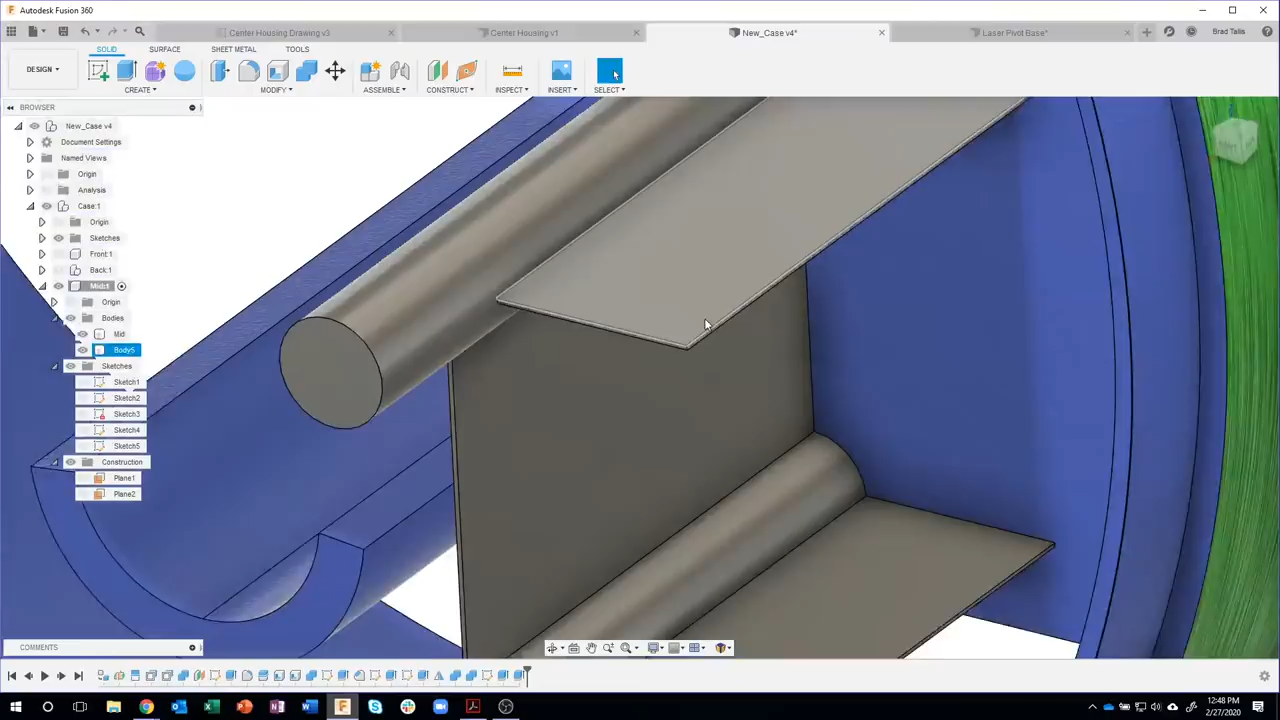 Autodesk Fusion 360
Center Housing Drawing v3
Center Housing v1
New_Case v4*
Laser Pivot Base*
Brad Tallis
SOLID
SURFACE
SHEET METAL
TOOLS
DESIGN
CREATE
MODIFY
ASSEMBLE
CONSTRUCT
INSPECT
INSERT
SELECT
BROWSER
New_Case v4
Document Settings
Named Views
Origin
Analysis
Case:1
Origin
Sketches
Front:1
Back:1
Mid:1
Origin
Bodies
Mid
Body5
Sketches
Sketch1
Sketch2
Sketch3
Sketch4
Sketch5
Construction
Plane1
Plane2
COMMENTS
12:48 PM
2/27/2020